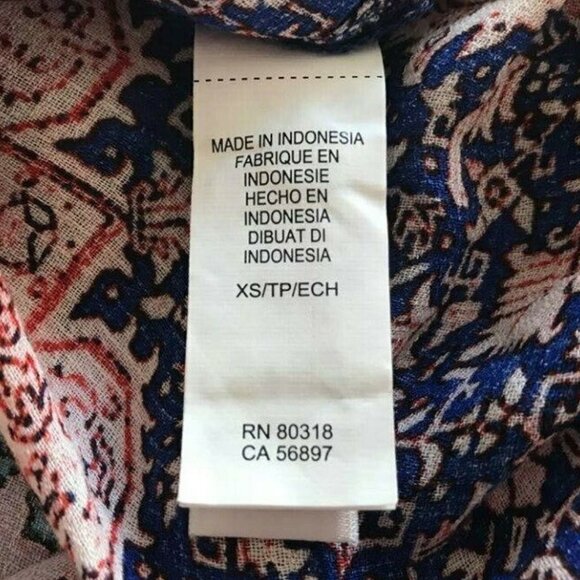 MADE IN INDONESIA
FABRIQUE EN
INDONESIE
HECHO EN
INDONESIA
DIBUAT DI
INDONESIA
XS/TP/ECH
RN 80318
CA 56897